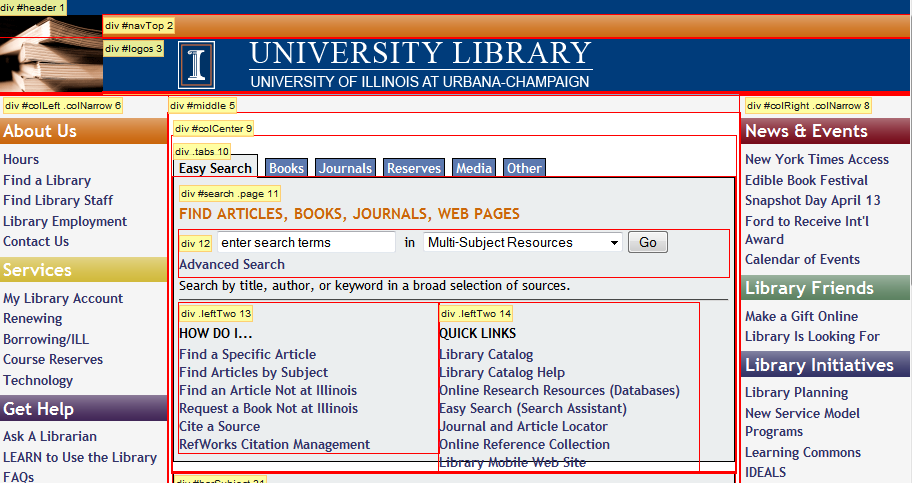 div #header 1
div #navTop 2
div #logos 3
I
UNIVERSITY LIBRARY
UNIVERSITY OF ILLINOIS AT URBANA-CHAMPAIGN
div #colLeft .colNarrow 6
About Us
Hours
Find a Library
Find Library Staff
Library Employment
Contact Us
Services
My Library Account
Renewing
Borrowing/ILL
Course Reserves
Technology
Get Help
Ask A Librarian
LEARN to Use the Library
FAQs
div #middle 5
div #colCenter 9
div .tabs 10
Easy Search Books Journals Reserves Media Other
div #search .page 11
FIND ARTICLES, BOOKS, JOURNALS, WEB PAGES
div 12 enter search terms in Multi-Subject Resources Go
Advanced Search
Search by title, author, or keyword in a broad selection of sources.
div .leftTwo 13
HOW DO I...
Find a Specific Article
Find Articles by Subject
Find an Article Not at Illinois
Request a Book Not at Illinois
Cite a Source
RefWorks Citation Management
div .leftTwo 14
QUICK LINKS
Library Catalog
Library Catalog Help
Online Research Resources (Databases)
Easy Search (Search Assistant)
Journal and Article Locator
Online Reference Collection
Library Mobile Web Site
div #colRight .colNarrow 8
News & Events
New York Times Access
Edible Book Festival
Snapshot Day April 13
Ford to Receive Int'l
Award
Calendar of Events
Library Friends
Make a Gift Online
Library Is Looking For
Library Initiatives
Library Planning
New Service Model
Programs
Learning Commons
IDEALS